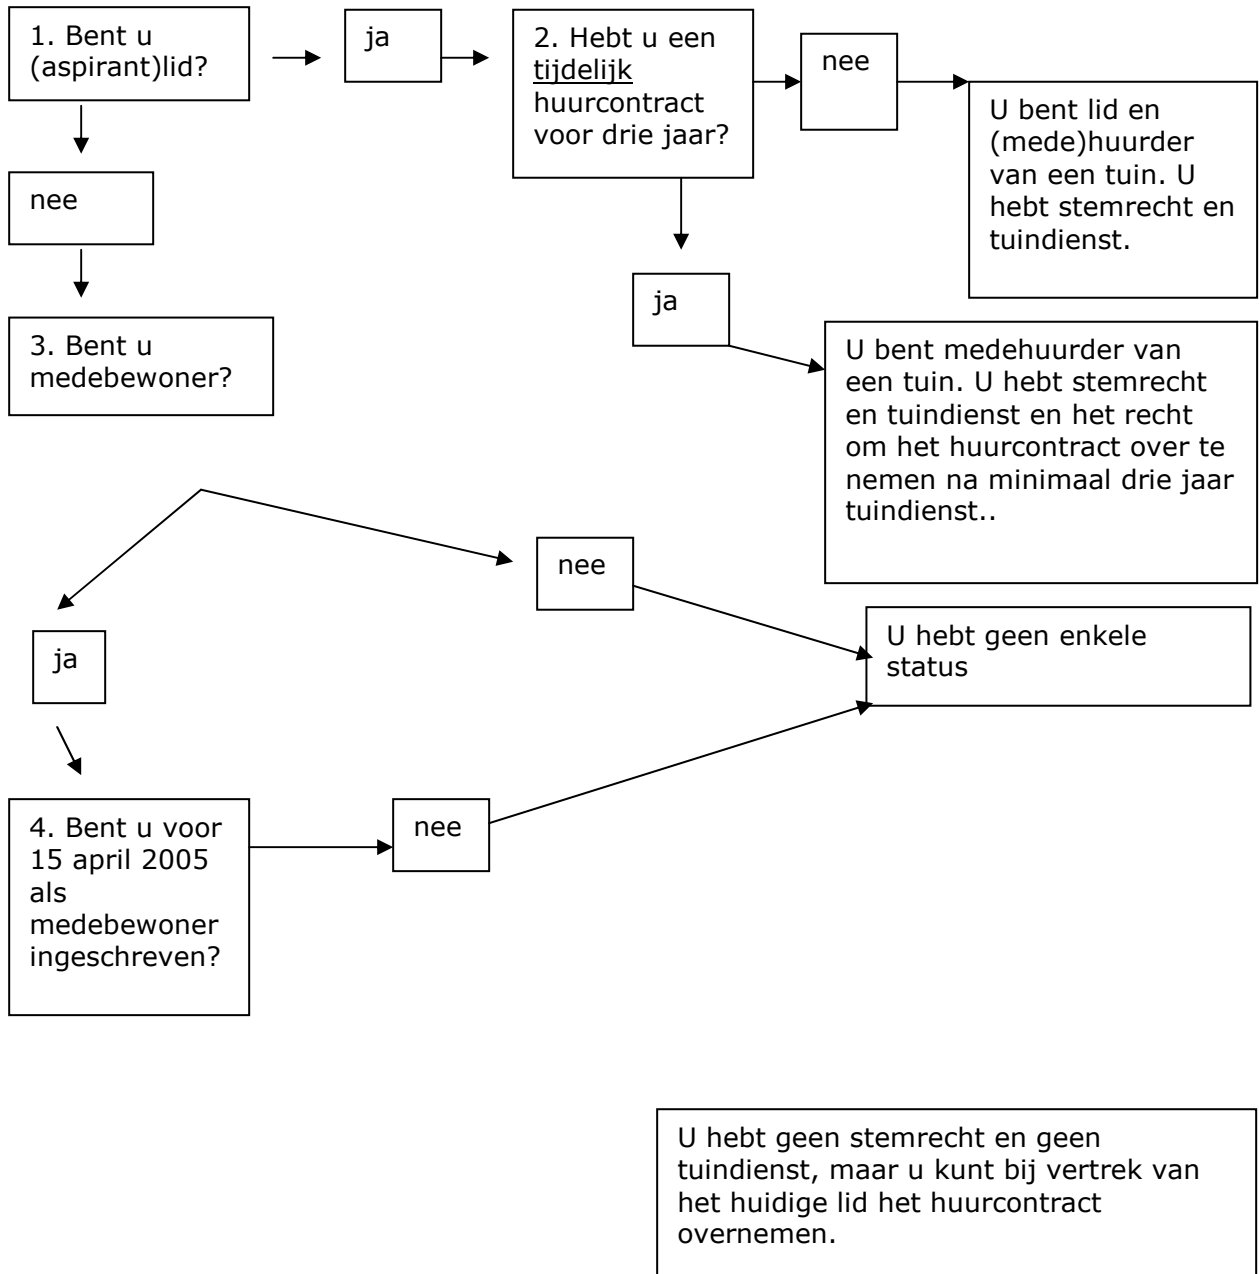 1. Bent u
(aspirant)lid?
ja
2. Hebt u een
tijdelijk
huurcontract
voor drie jaar?
nee
U bent lid en
(mede)huurder
van een tuin. U
hebt stemrecht en
tuindienst.
nee
ja
3. Bent u
medebewoner?
U bent medehuurder van
een tuin. U hebt stemrecht
en tuindienst en het recht
om het huurcontract over te
nemen na minimaal drie jaar
tuindienst..
nee
U hebt geen enkele
status
ja
4. Bent u voor
15 april 2005
als
medebewoner
ingeschreven?
nee
U hebt geen stemrecht en geen
tuindienst, maar u kunt bij vertrek van
het huidige lid het huurcontract
overnemen.